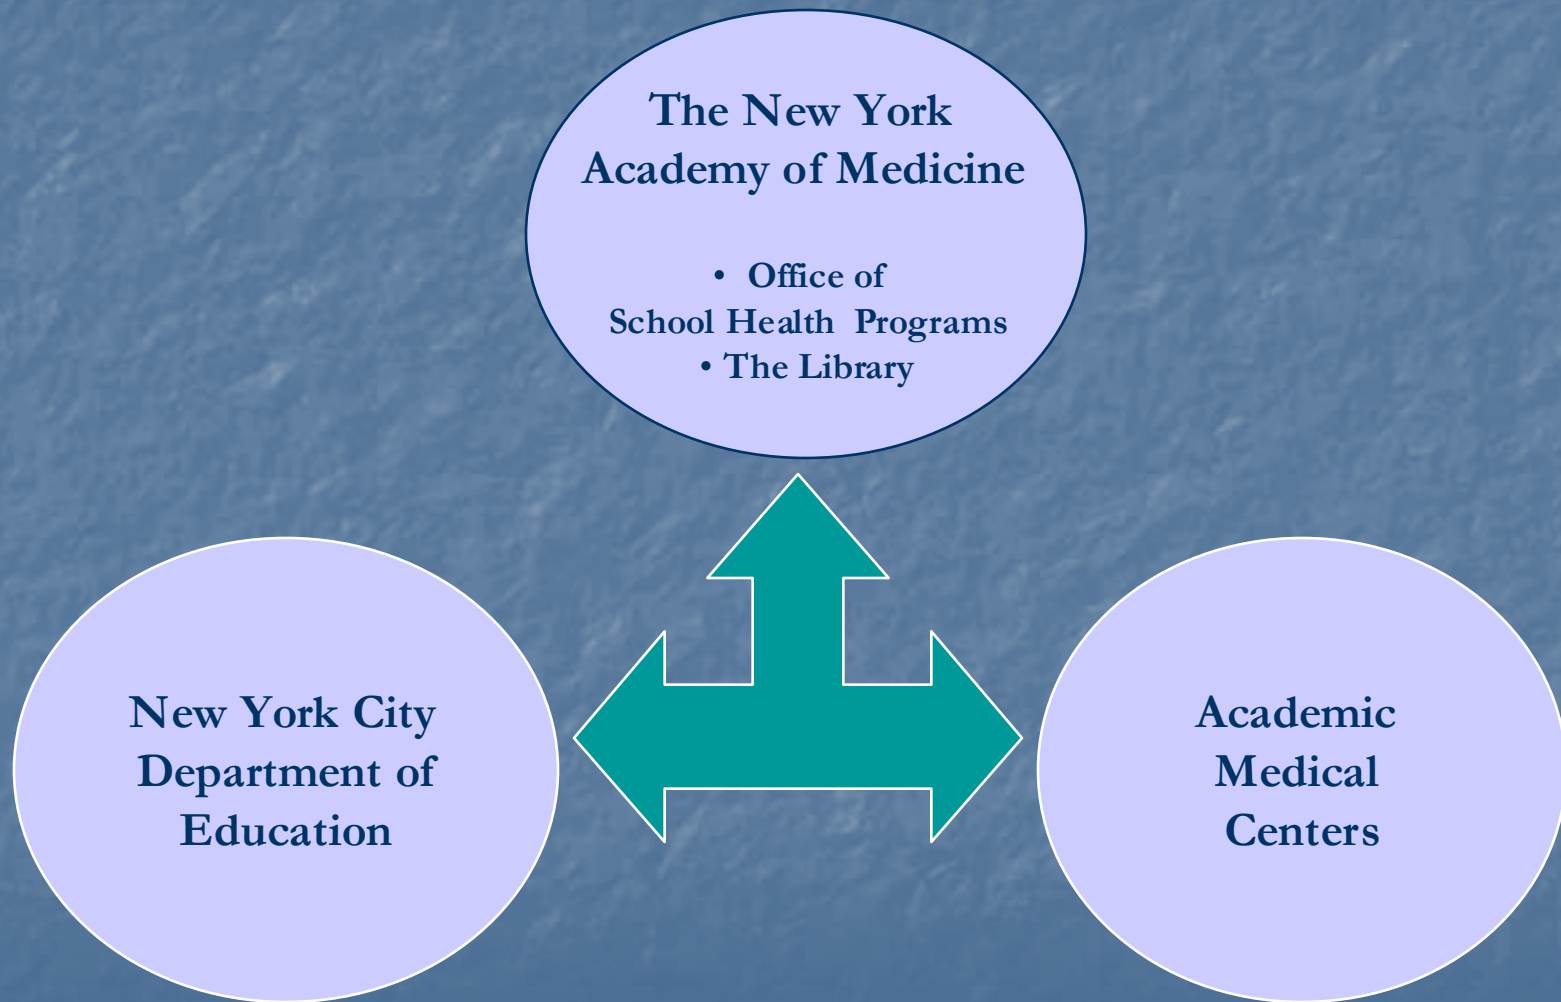 The New York
Academy of Medicine
• Office of
School Health Programs
• The Library
New York City
Department of
Education
Academic
Medical
Centers